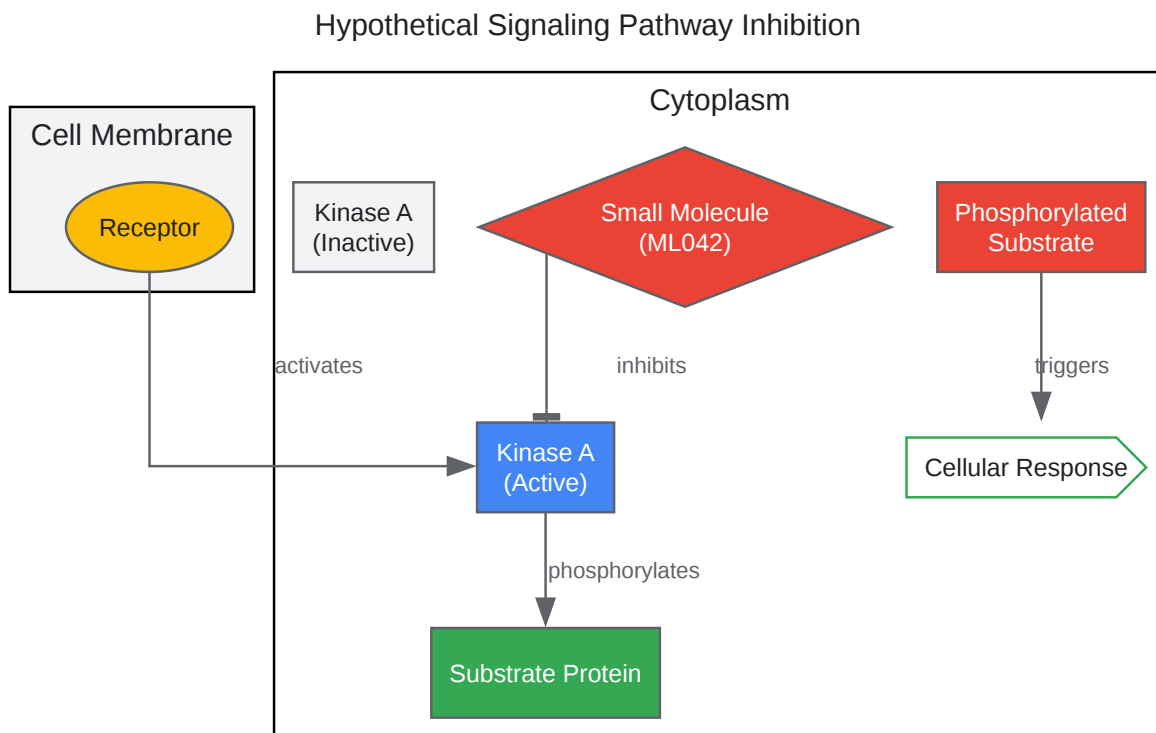 Hypothetical Signaling Pathway Inhibition
Cytoplasm
Cell Membrane
Receptor
Kinase A
(Inactive)
Small Molecule
(ML042)
Phosphorylated
Substrate
activates
inhibits
triggers
Kinase A
(Active)
Cellular Response
phosphorylates
Substrate Protein